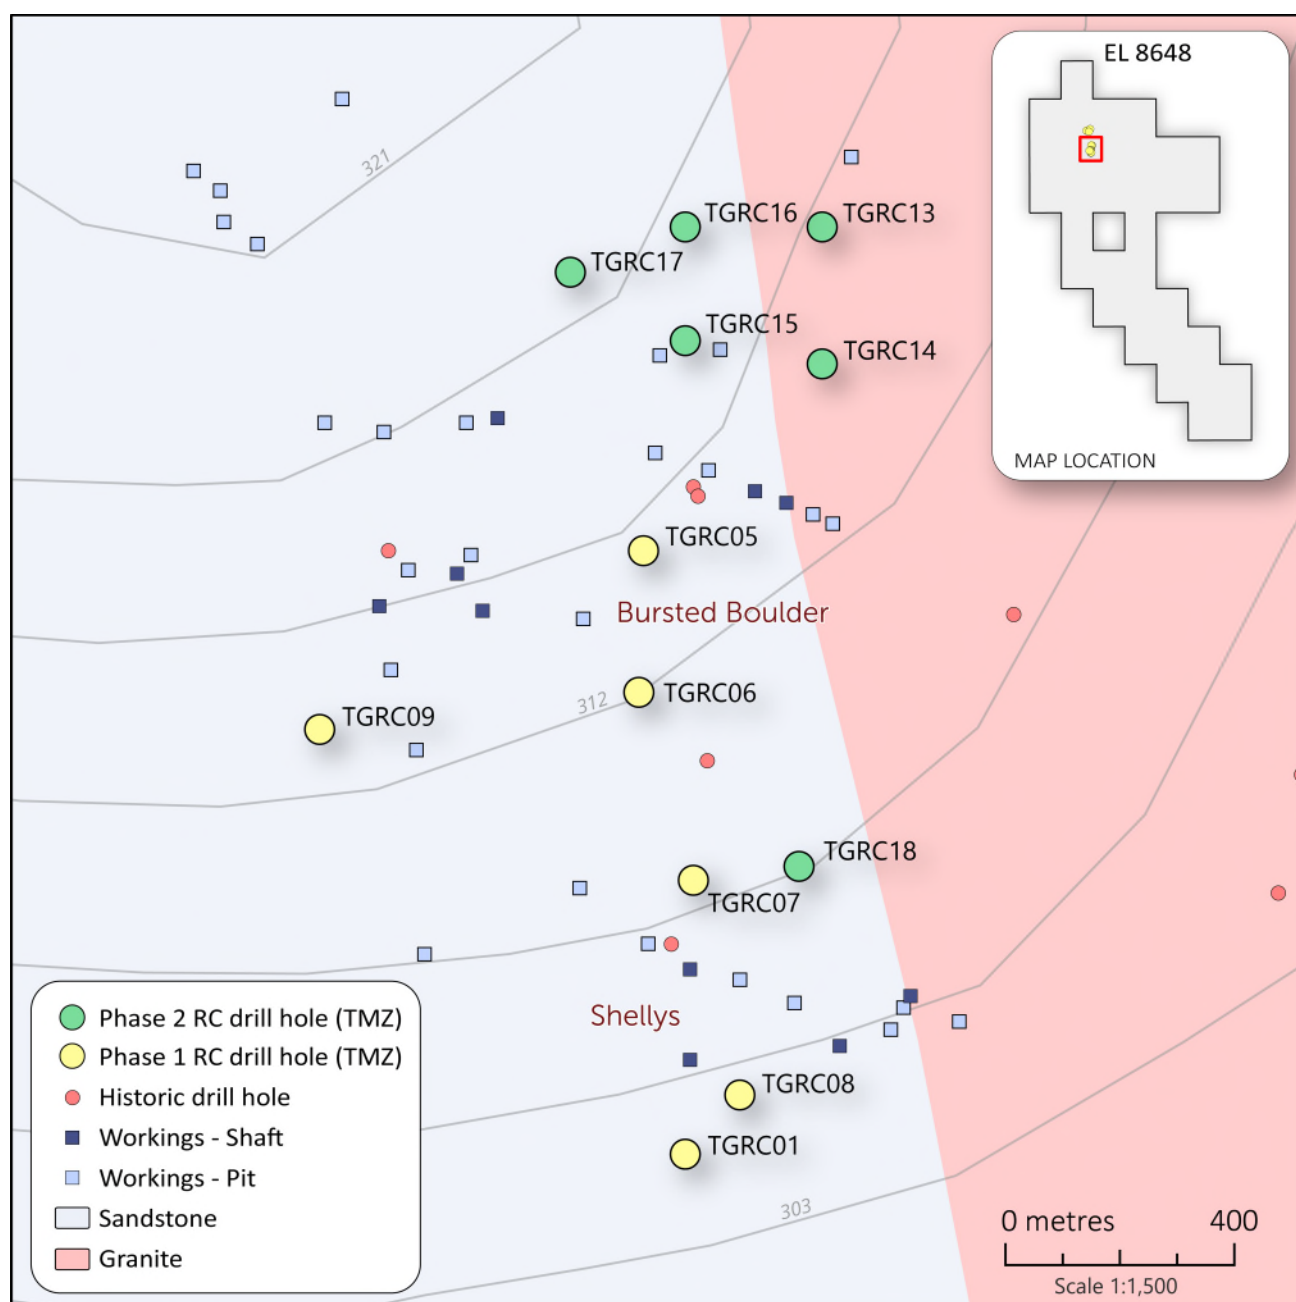 EL 8648
MAP LOCATION
321
TGRC16
TGRC13
TGRC17
TGRC15
TGRC14
TGRC05
Bursted Boulder
312
TGRC06
TGRC09
TGRC18
TGRC07
Shellys
TGRC08
TGRC01
303
Phase 2 RC drill hole (TMZ)
Phase 1 RC drill hole (TMZ)
Historic drill hole
Workings - Shaft
Workings - Pit
Sandstone
Granite
0 metres 400
Scale 1:1,500